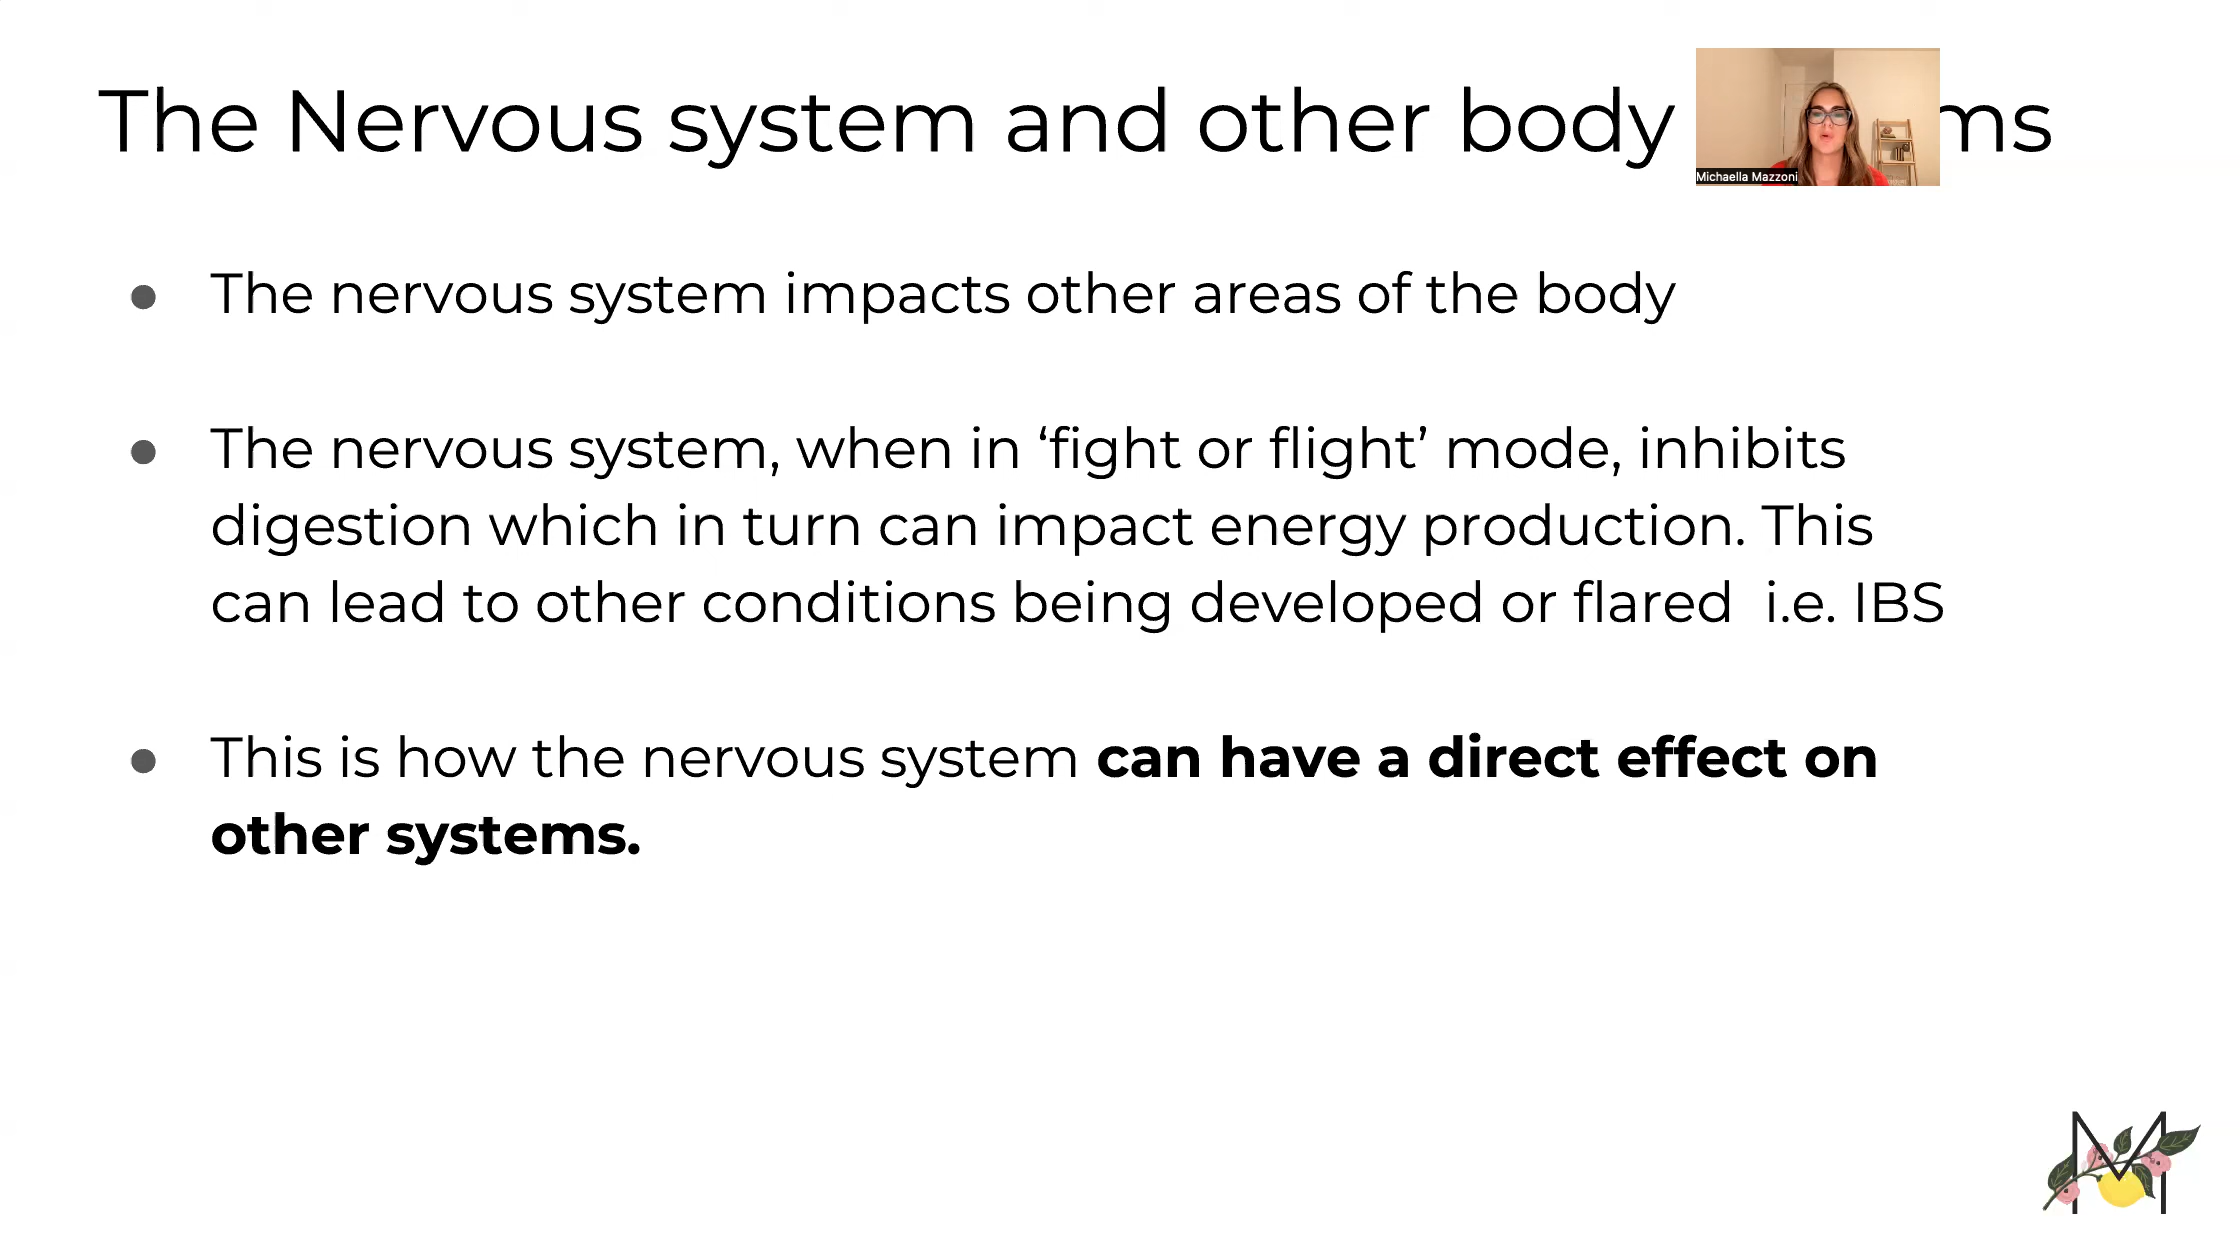 The Nervous system and other body ms
Michaella Mazzoni
● The nervous system impacts other areas of the body
● The nervous system, when in ‘fight or flight’ mode, inhibits
digestion which in turn can impact energy production. This
can lead to other conditions being developed or flared  i.e. IBS
● This is how the nervous system can have a direct effect on
other systems.
M